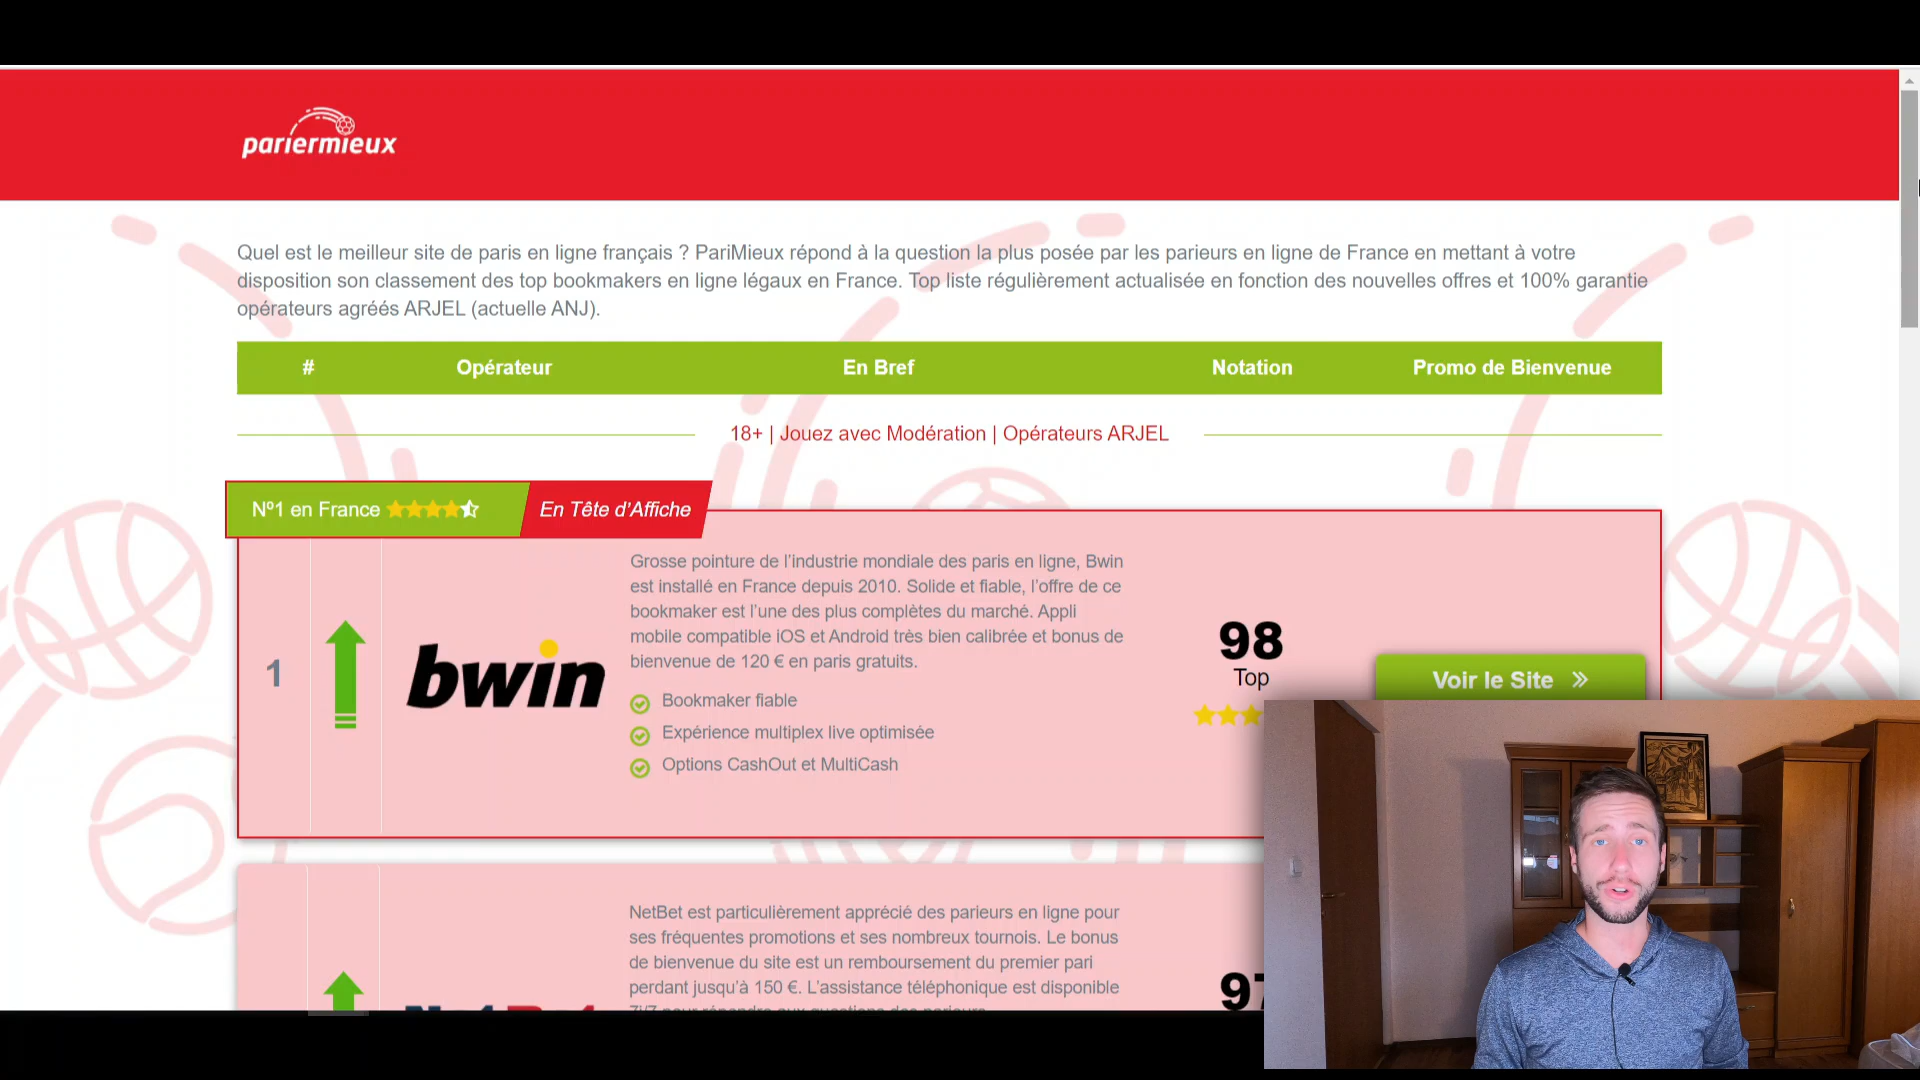 pariermieux
Quel est le meilleur site de paris en ligne français ? PariMieux répond à la question la plus posée par les parieurs en ligne de France en mettant à votre
disposition son classement des top bookmakers en ligne légaux en France. Top liste régulièrement actualisée en fonction des nouvelles offres et 100% garantie
opérateurs agréés ARJEL (actuelle ANJ).
# Opérateur En Bref Notation Promo de Bienvenue
18+ | Jouez avec Modération | Opérateurs ARJEL
Nº1 en France En Tête d'Affiche
Grosse pointure de l'industrie mondiale des paris en ligne, Bwin
est installé en France depuis 2010. Solide et fiable, l'offre de ce
bookmaker est l'une des plus complètes du marché. Appli
mobile compatible iOS et Android très bien calibrée et bonus de
bienvenue de 120 € en paris gratuits.
1
bwin
Bookmaker fiable
Expérience multiplex live optimisée
Options CashOut et MultiCash
98
Top
Voir le Site
NetBet est particulièrement apprécié des parieurs en ligne pour
ses fréquentes promotions et ses nombreux tournois. Le bonus
de bienvenue du site est un remboursement du premier pari
perdant jusqu'à 150 €. L'assistance téléphonique est disponible
97